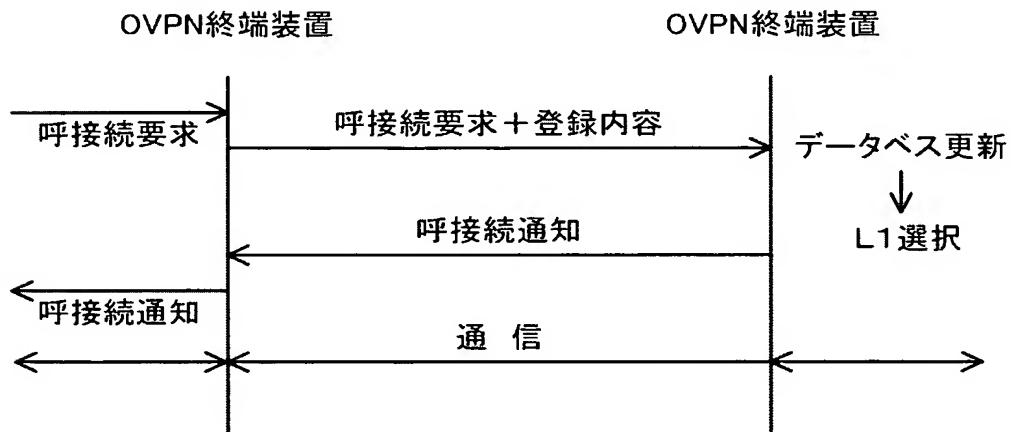 OVPN終端装置
OVPN終端装置
呼接続要求
呼接続要求＋登録内容
データベス更新
L1選択
呼接続通知
呼接続通知
通 信